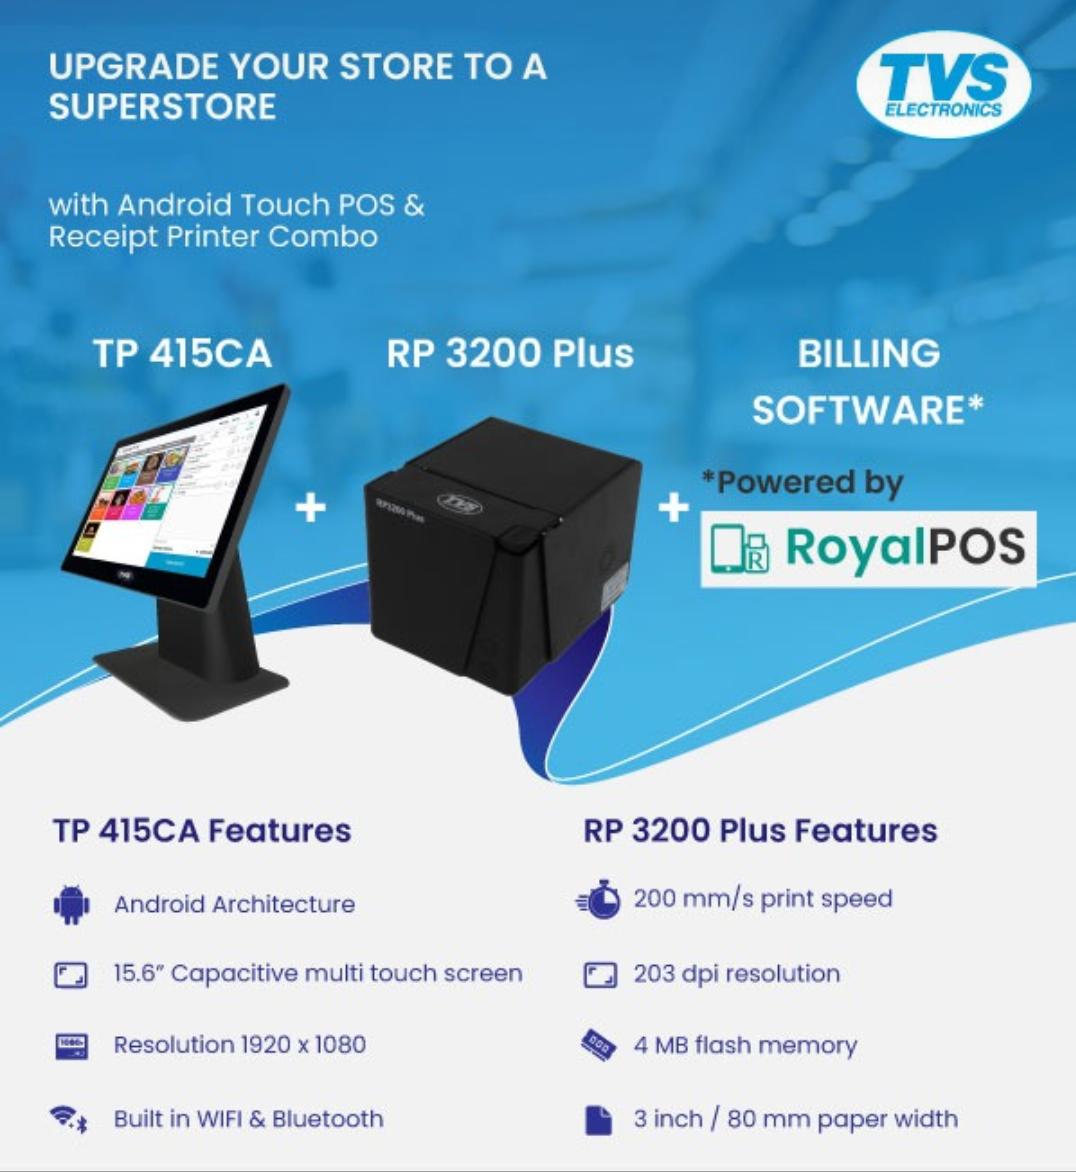 UPGRADE YOUR STORE TO A
SUPERSTORE
TVS
ELECTRONICS
with Android Touch POS &
Receipt Printer Combo
TP 415CA
RP 3200 Plus
BILLING
SOFTWARE*
*Powered by
RoyalPOS
+
+
TVS
RP3200 Plus
TVS
TP 415CA Features
Android Architecture
15.6” Capacitive multi touch screen
Resolution 1920 x 1080
Built in WIFI & Bluetooth
RP 3200 Plus Features
200 mm/s print speed
203 dpi resolution
4 MB flash memory
3 inch / 80 mm paper width